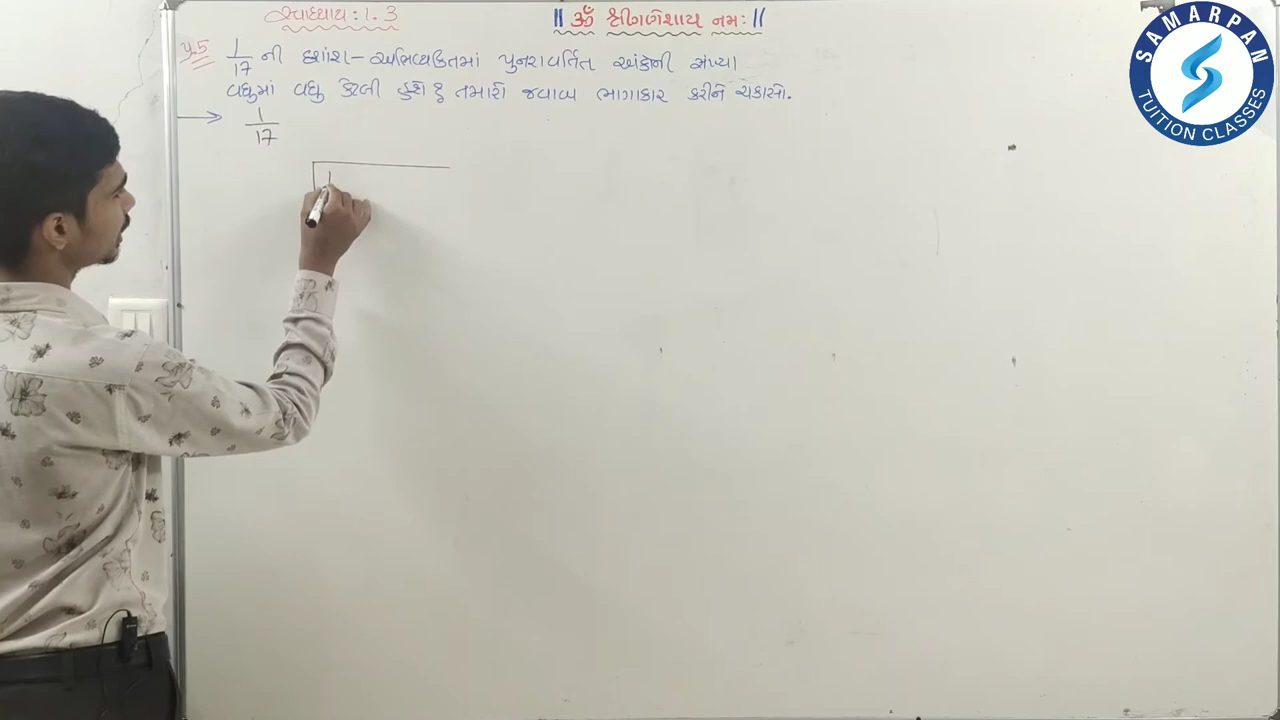 સ્વાધ્યાય : 1.3
|| ૐ શ્રી ગણેશાય નમઃ ||
પ્ર.5 1/17 ની દશાંશ-અભિવ્યક્તિમાં પુનરાવર્તિત અંકોની સંખ્યા
વધુમાં વધુ કેટલી હશે ? તમારો જવાબ ભાગાકાર કરીને ચકાસો.
→ 1/17
1
SAMARPAN
TUITION CLASSES